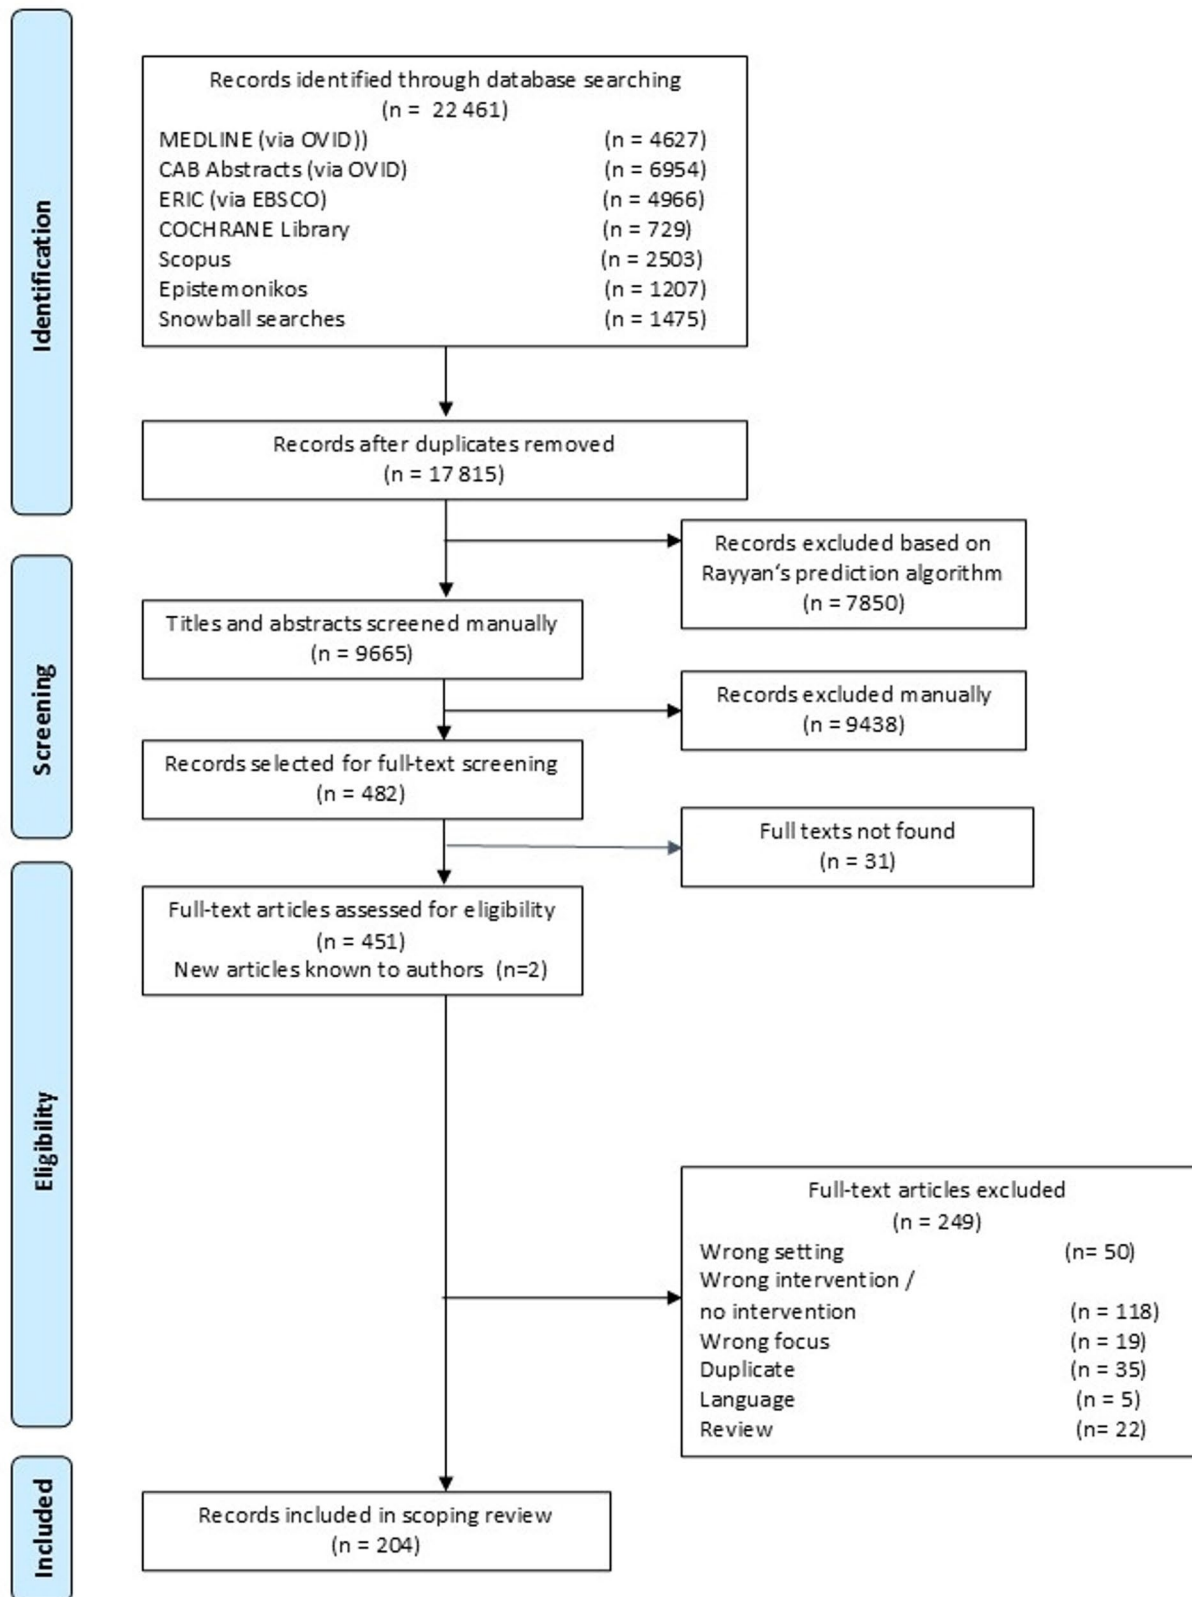 Identification
Records identified through database searching
(n = 22 461)
MEDLINE (via OVID)) (n = 4627)
CAB Abstracts (via OVID) (n = 6954)
ERIC (via EBSCO) (n = 4966)
COCHRANE Library (n = 729)
Scopus (n = 2503)
Epistemonikos (n = 1207)
Snowball searches (n = 1475)
Records after duplicates removed
(n = 17 815)
Screening
Records excluded based on
Rayyan‘s prediction algorithm
(n = 7850)
Titles and abstracts screened manually
(n = 9665)
Records excluded manually
(n = 9438)
Records selected for full-text screening
(n = 482)
Full texts not found
(n = 31)
Eligibility
Full-text articles assessed for eligibility
(n = 451)
New articles known to authors (n=2)
Full-text articles excluded
(n = 249)
Wrong setting (n= 50)
Wrong intervention /
no intervention (n = 118)
Wrong focus (n = 19)
Duplicate (n = 35)
Language (n = 5)
Review (n= 22)
Included
Records included in scoping review
(n = 204)